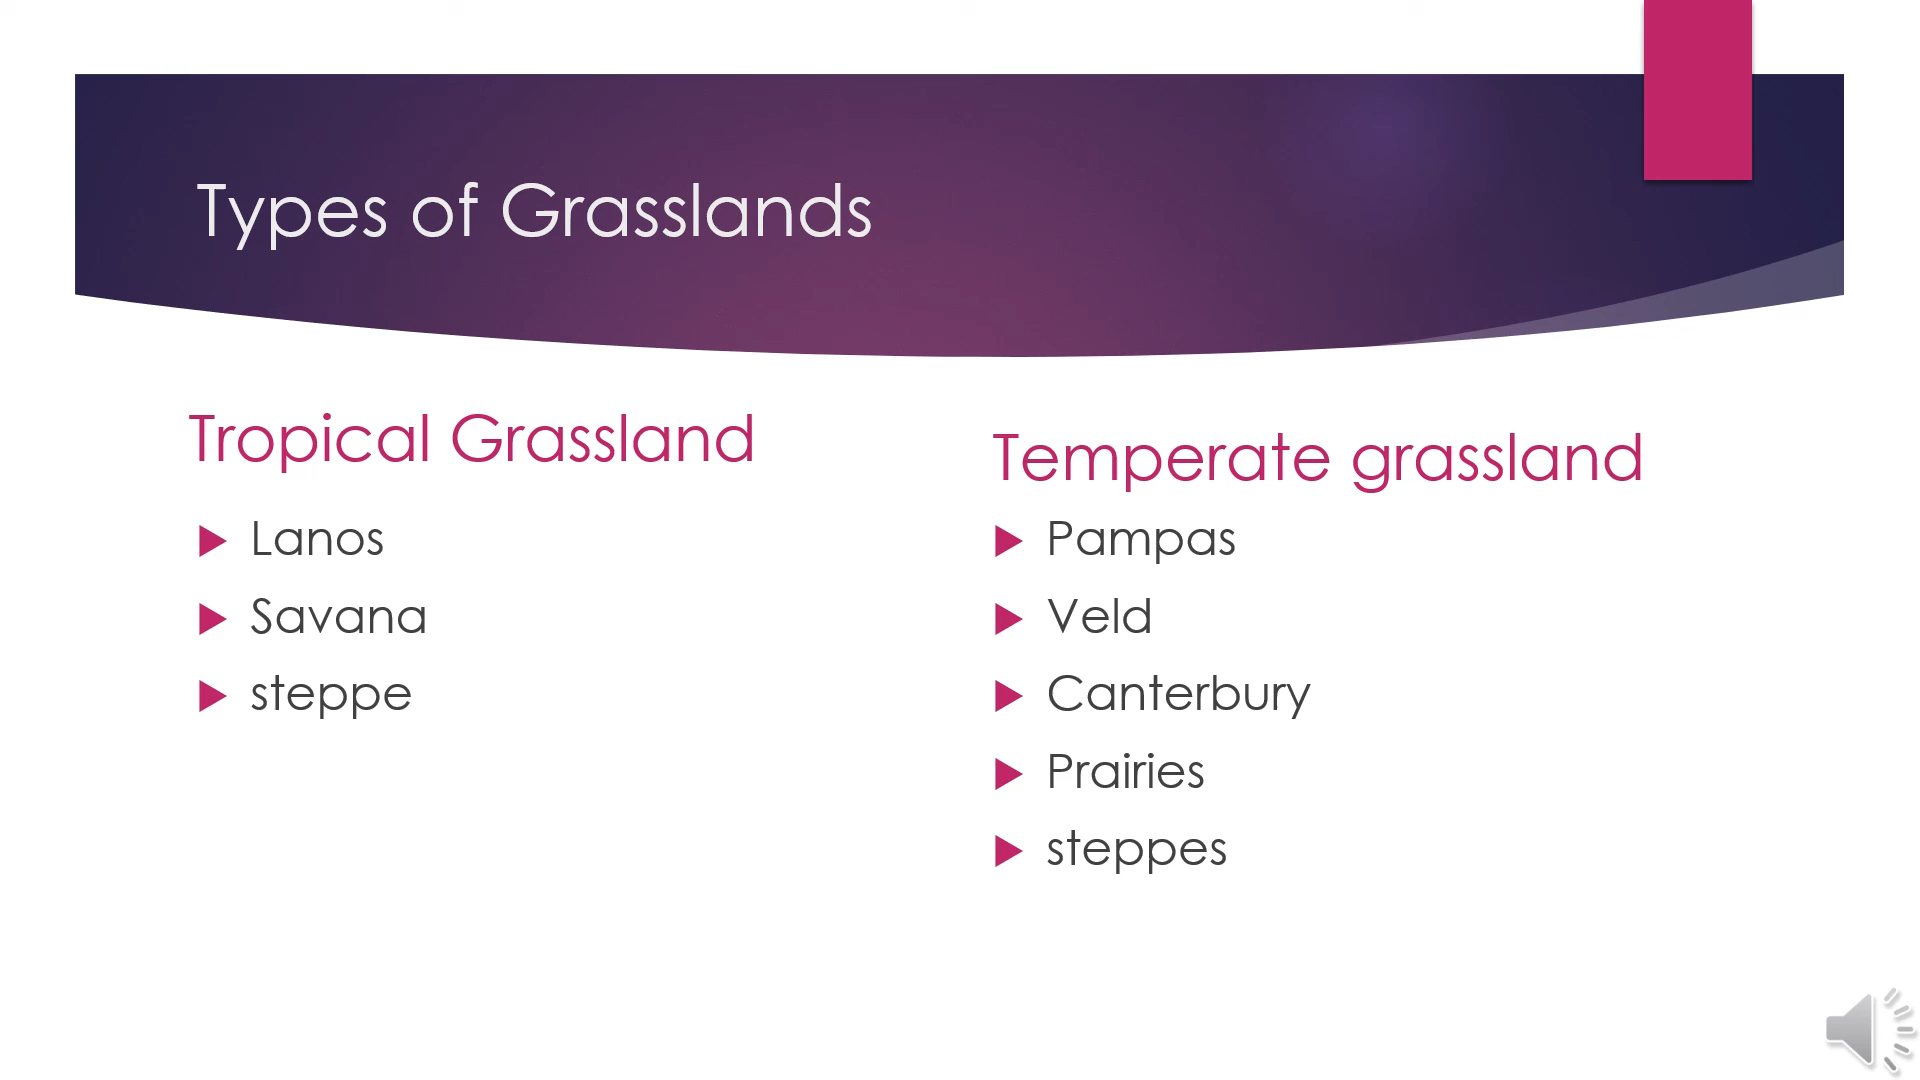 Types of Grasslands
Tropical Grassland
Lanos
Savana
steppe
Temperate grassland
Pampas
Veld
Canterbury
Prairies
steppes